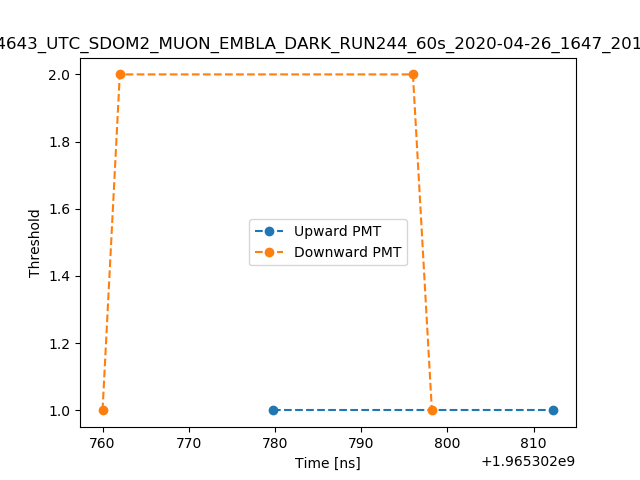 4643_UTC_SDOM2_MUON_EMBLA_DARK_RUN244_60s_2020-04-26_1647_201
2.0
1.8
1.6
1.4
1.2
1.0
Threshold
Upward PMT
Downward PMT
760 770 780 790 800 810
Time [ns]
+1.965302e9